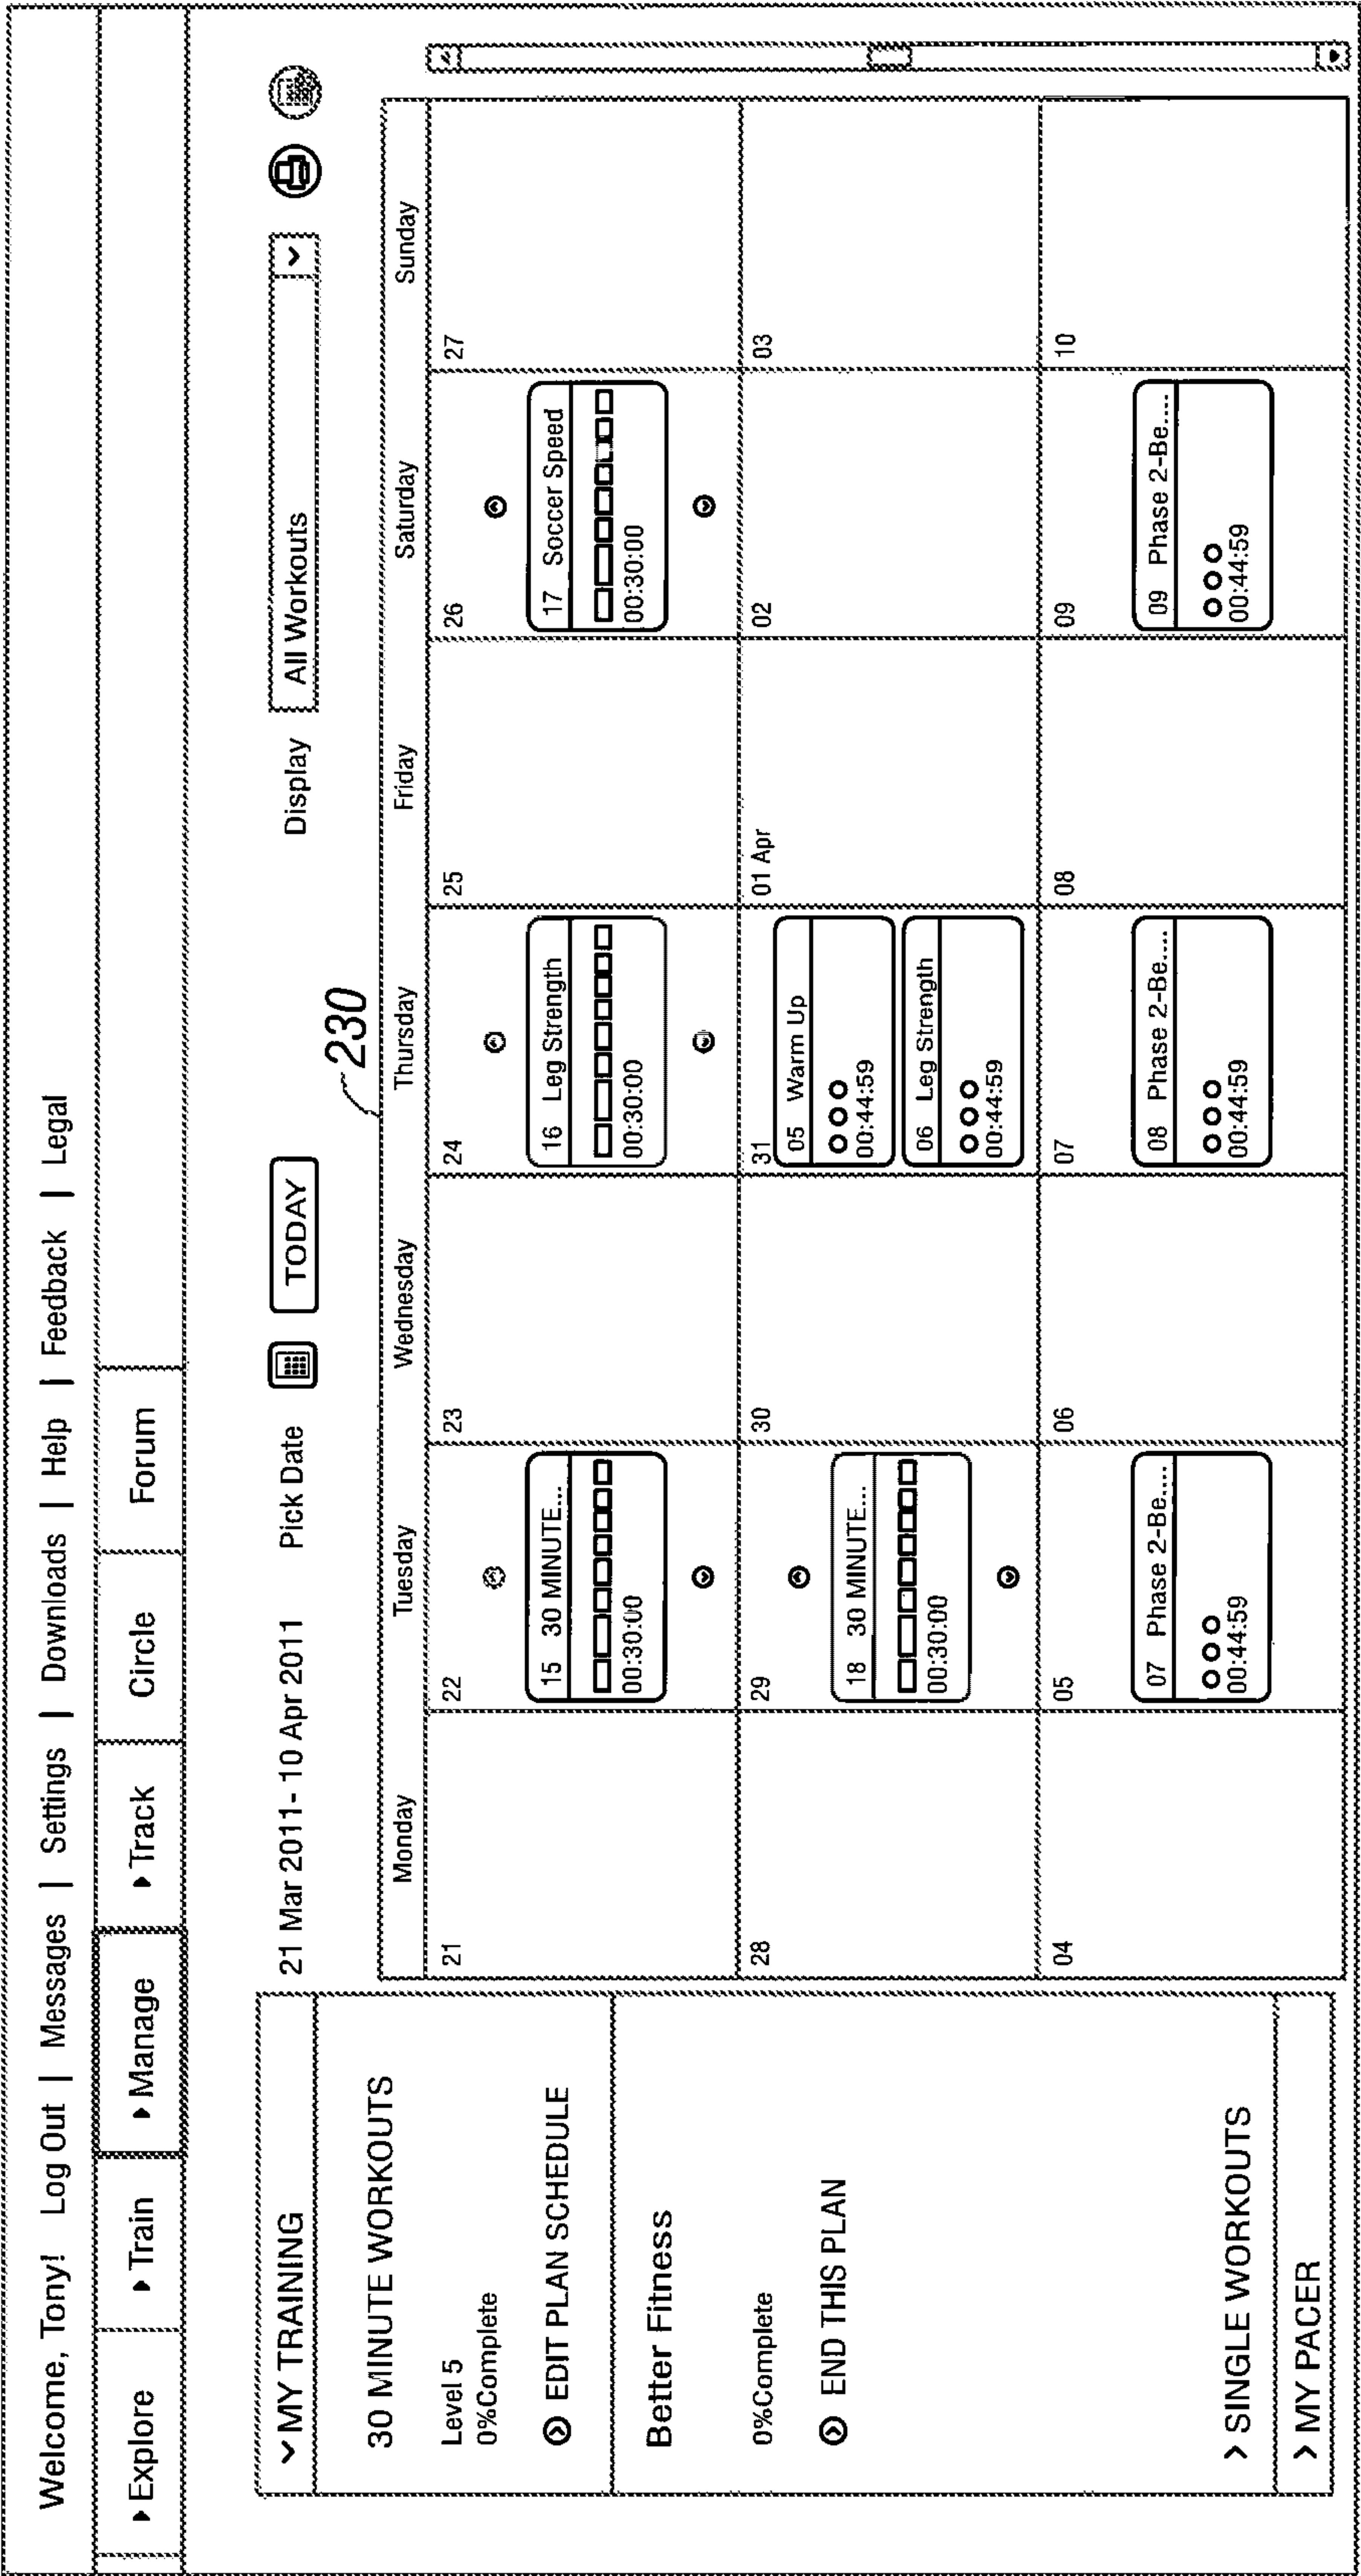 Welcome, Tony! Log Out | Messages | Settings | Downloads | Help | Feedback | Legal
Explore Train Manage Track Circle Forum
MY TRAINING
30 MINUTE WORKOUTS
Level 5
0%Complete
EDIT PLAN SCHEDULE
Better Fitness
0%Complete
END THIS PLAN
SINGLE WORKOUTS
MY PACER
21 Mar 2011- 10 Apr 2011 Pick Date TODAY Display All Workouts
230
Monday Tuesday Wednesday Thursday Friday Saturday Sunday
21 22 23 24 25 26 27
15 30 MINUTE... 16 Leg Strength 17 Soccer Speed
00:30:00 00:30:00 00:30:00
28 29 30 31 01 Apr 02 03
05 Warm Up
00:44:59
18 30 MINUTE...
00:30:00
06 Leg Strength
00:44:59
04 05 06 07 08 09 10
07 Phase 2-Be.... 08 Phase 2-Be.... 09 Phase 2-Be....
00:44:59 00:44:59 00:44:59